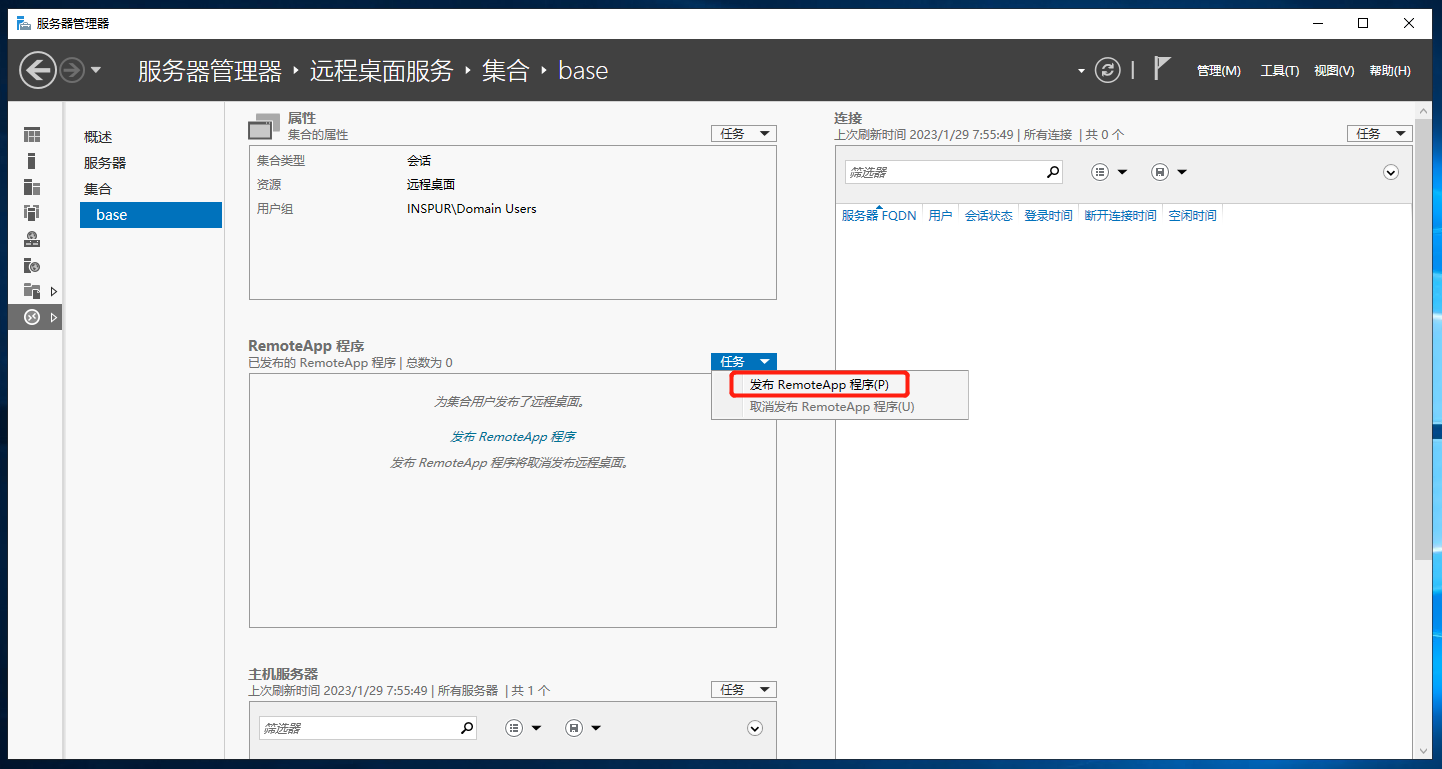 服务器管理器
服务器管理器 远程桌面服务 集合 base
管理(M) 工具(T) 视图(V) 帮助(H)
概述
服务器
集合
base
属性
集合的属性
任务
集合类型 会话
资源 远程桌面
用户组 INSPUR\Domain Users
RemoteApp 程序
已发布的 RemoteApp 程序 | 总数为 0
任务
发布 RemoteApp 程序(P)
取消发布 RemoteApp 程序(U)
为集合用户发布了远程桌面。
发布 RemoteApp 程序
发布 RemoteApp 程序将取消发布远程桌面。
主机服务器
上次刷新时间 2023/1/29 7:55:49 | 所有服务器 | 共 1 个
任务
筛选器
连接
上次刷新时间 2023/1/29 7:55:49 | 所有连接 | 共 0 个
任务
筛选器
服务器 FQDN 用户 会话状态 登录时间 断开连接时间 空闲时间